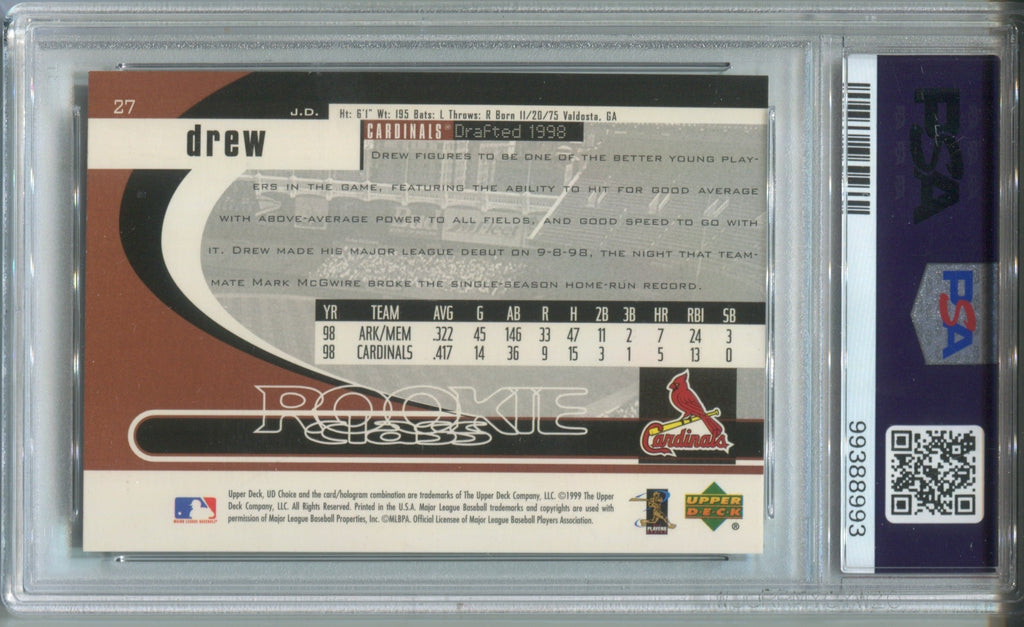 27
J.D.
drew
Ht: 6'1" Wt: 195 Bats: L Throws: R Born 11/20/75 Valdosta, GA
CARDINALS® Drafted 1998
DREW FIGURES TO BE ONE OF THE BETTER YOUNG PLAY-
ERS IN THE GAME, FEATURING THE ABILITY TO HIT FOR GOOD AVERAGE
WITH ABOVE-AVERAGE POWER TO ALL FIELDS, AND GOOD SPEED TO GO WITH
IT. DREW MADE HIS MAJOR LEAGUE DEBUT ON 9-8-98, THE NIGHT THAT TEAM-
MATE MARK MCGWIRE BROKE THE SINGLE-SEASON HOME-RUN RECORD.
YR TEAM AVG G AB R H 2B 3B HR RBI SB
98 ARK/MEM .322 45 146 33 47 11 2 7 24 3
98 CARDINALS .417 14 36 9 15 3 1 5 13 0
ROOKIE
CLASS
Cardinals
Upper Deck, UD Choice and the card/hologram combination are trademarks of The Upper Deck Company, LLC. ©1999 The Upper
Deck Company, LLC. All Rights Reserved. Printed in the U.S.A. Major League Baseball trademarks and copyrights are used with
permission of Major League Baseball Properties, Inc. ©MLBPA. Official Licensee of Major League Baseball Players Association.
MAJOR LEAGUE BASEBALL
PLAYERS
UPPER
DECK
®
PSA
PSA
99388993